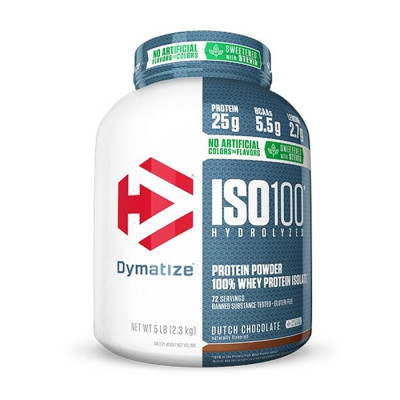 NO ARTIFICIAL
FLAVORS OR COLORS
SWEETENED
WITH STEVIA
PROTEIN
25g
BCAAs
5.5g
2.7g
NO ARTIFICIAL
COLORS OR FLAVORS
SWEETENED
WITH STEVIA
ISO100
HYDROLYZED
Dymatize®
PROTEIN POWDER
100% WHEY PROTEIN ISOLATE
72 SERVINGS
BANNED SUBSTANCE TESTED • GLUTEN FREE
NET WT 5 LB (2.3 kg)
DUTCH CHOCOLATE
naturally flavored